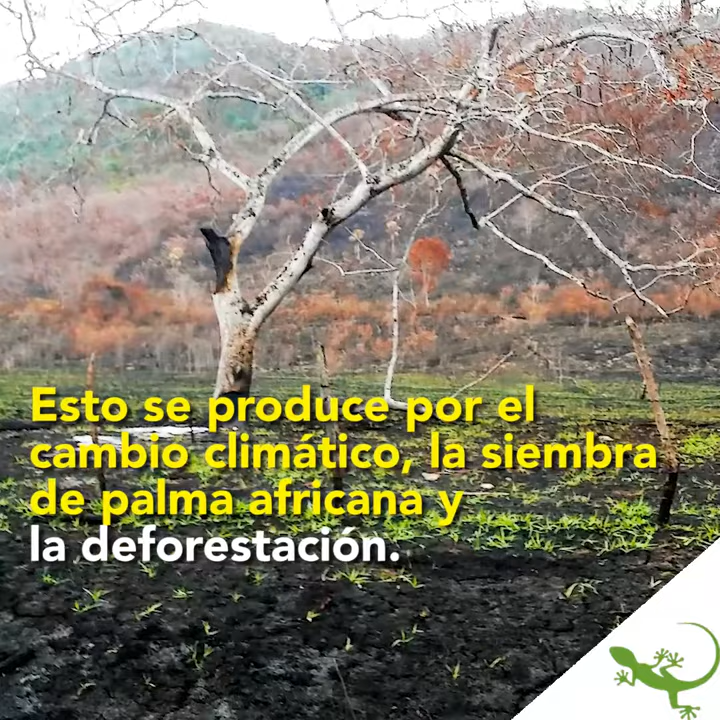 Esto se produce por el
cambio climático, la siembra
de palma africana y
la deforestación.